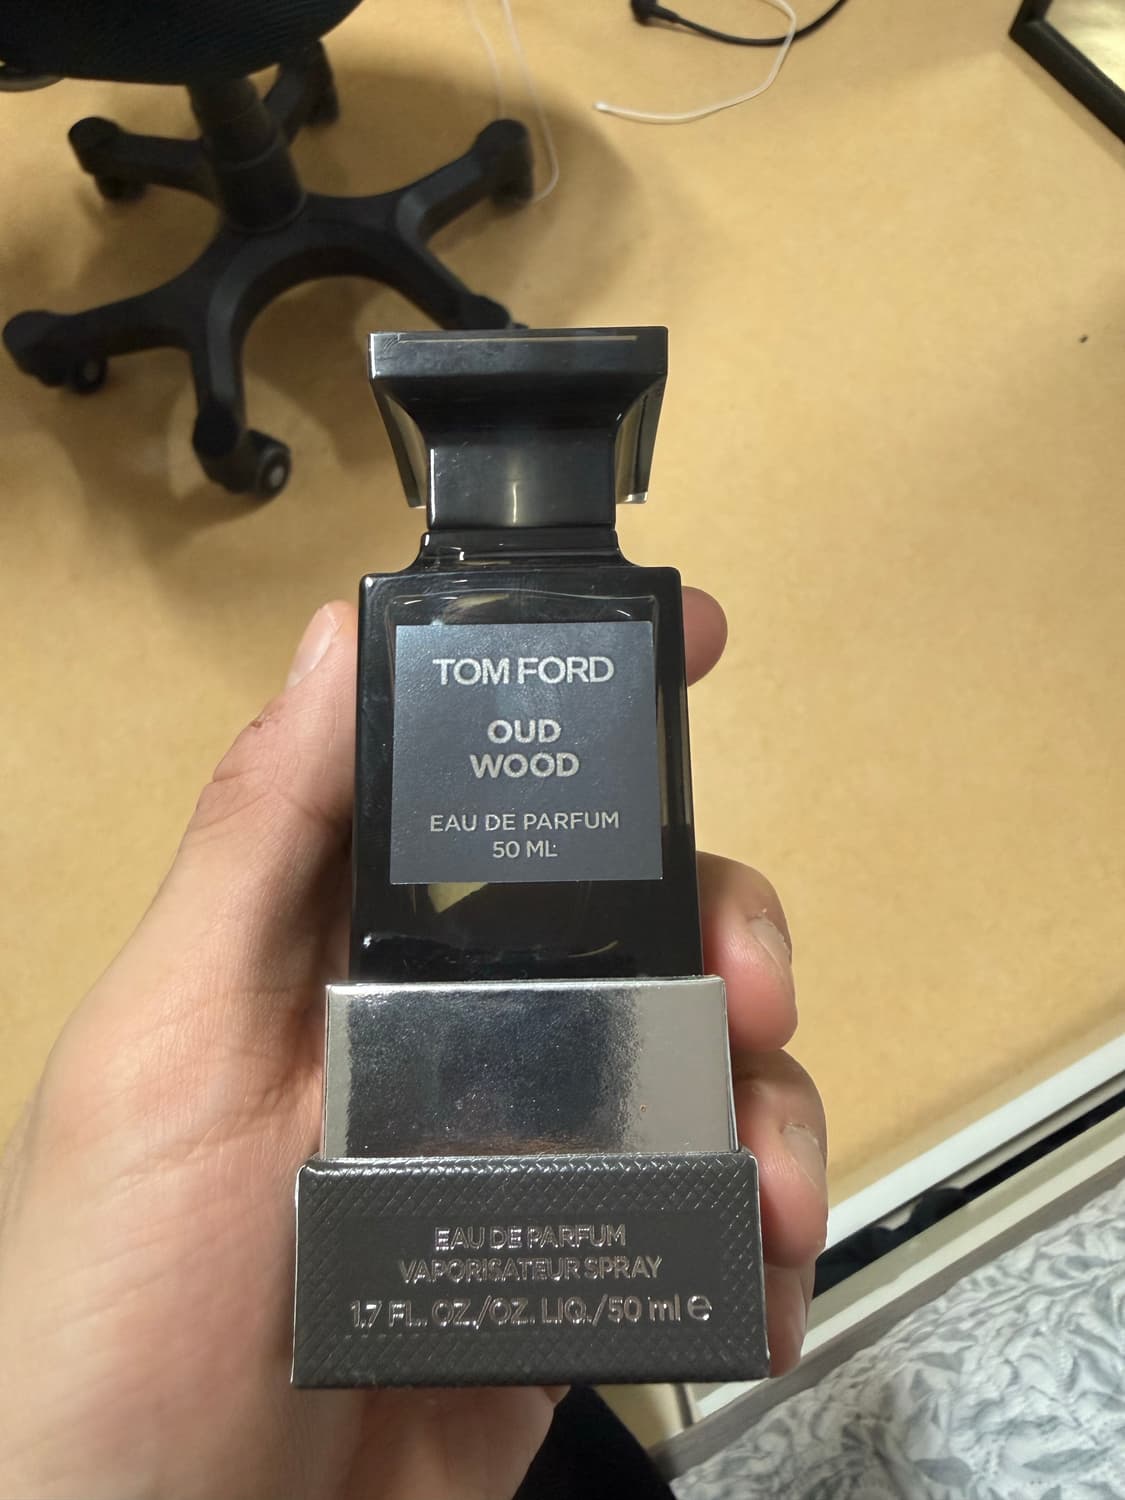 TOM FORD
OUD
WOOD
EAU DE PARFUM
50 ML
EAU DE PARFUM
VAPORISATEUR SPRAY
1.7 FL. OZ./OZ. LIQ./50 ml ℮